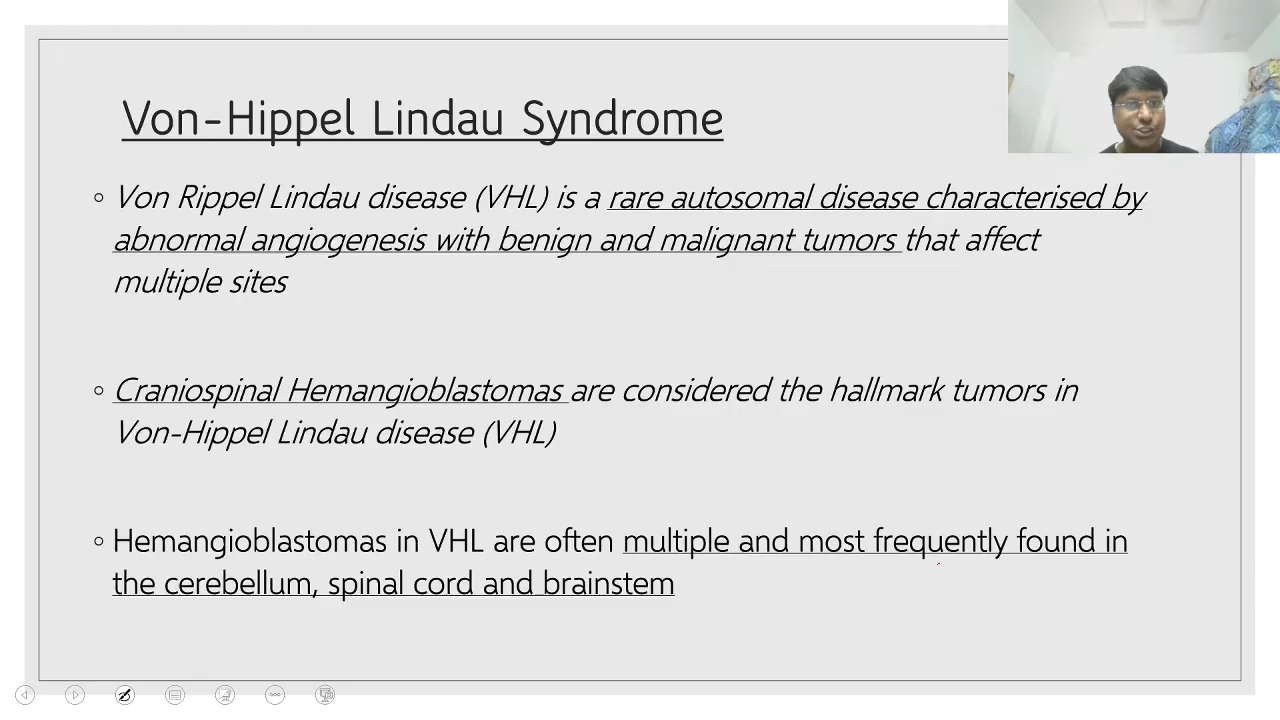 Von-Hippel Lindau Syndrome
Von Rippel Lindau disease (VHL) is a rare autosomal disease characterised by
abnormal angiogenesis with benign and malignant tumors that affect
multiple sites
Craniospinal Hemangioblastomas are considered the hallmark tumors in
Von-Hippel Lindau disease (VHL)
Hemangioblastomas in VHL are often multiple and most frequently found in
the cerebellum, spinal cord and brainstem